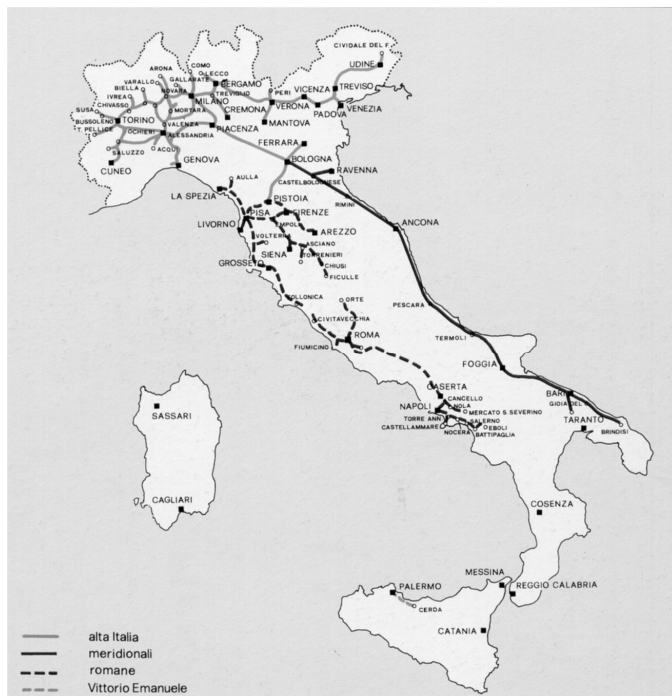 CIVIDALE DEL F.
UDINE
COMO
LECCO
ARONA
VARALLO
GALLARATE
BERGAMO
BIELLA
NOVARA
TREVIGLIO
PERI
VICENZA
TREVISO
IVREA
CHIVASSO
MILANO
VERONA
PADOVA
VENEZIA
SUSA
MORTARA
CREMONA
MANTOVA
BUSSOLENO
TORINO
VALENZA
PIACENZA
T. PELLICE
OCHIERI
ALESSANDRIA
FERRARA
SALUZZO
ACQUI
CUNEO
GENOVA
BOLOGNA
RAVENNA
CASTELBOLOGNESE
AULLA
LA SPEZIA
PISTOIA
RIMINI
PISA
FIRENZE
LIVORNO
EMPOLI
ANCONA
VOLTERRA
AREZZO
ASCIANO
SIENA
TORRENIERI
GROSSETO
CHIUSI
FICULLE
FOLLONICA
ORTE
CIVITAVECCHIA
PESCARA
ROMA
FIUMICINO
TERMOLI
FOGGIA
CASERTA
CANCELLO
BARI
NAPOLI
NOLA
MERCATO S. SEVERINO
GIOIA DEL C.
TORRE ANN.
SALERNO
TARANTO
CASTELLAMMARE
EBOLI
BRINDISI
NOCERA
BATTIPAGLIA
SASSARI
CAGLIARI
COSENZA
MESSINA
PALERMO
REGGIO CALABRIA
CERDA
CATANIA
alta Italia
meridionali
romane
Vittorio Emanuele